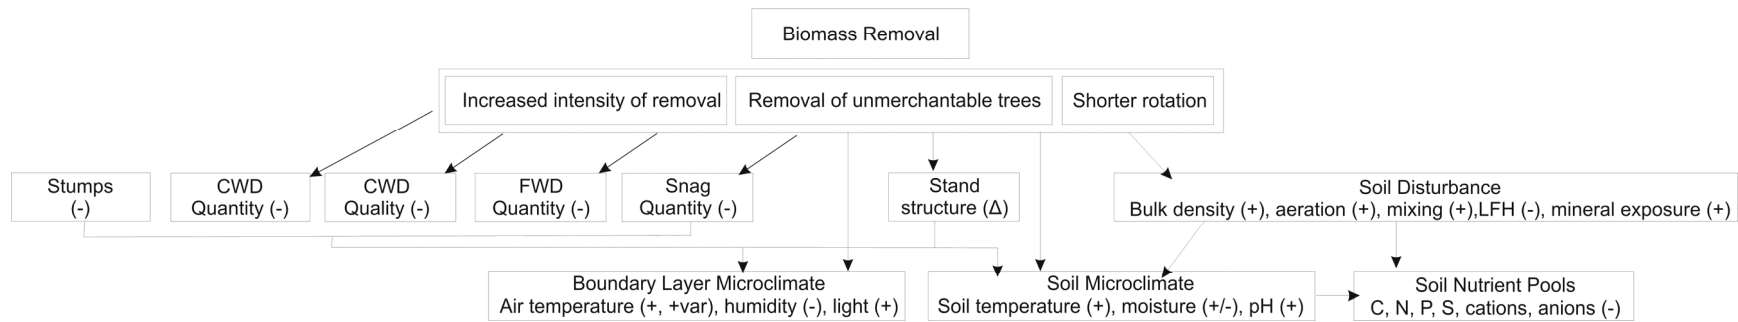 Biomass Removal
Increased intensity of removal
Removal of unmerchantable trees
Shorter rotation
Stumps
(-)
CWD
Quantity (-)
CWD
Quality (-)
FWD
Quantity (-)
Snag
Quantity (-)
Stand
structure (Δ)
Soil Disturbance
Bulk density (+), aeration (+), mixing (+),LFH (-), mineral exposure (+)
Boundary Layer Microclimate
Air temperature (+, +var), humidity (-), light (+)
Soil Microclimate
Soil temperature (+), moisture (+/-), pH (+)
Soil Nutrient Pools
C, N, P, S, cations, anions (-)